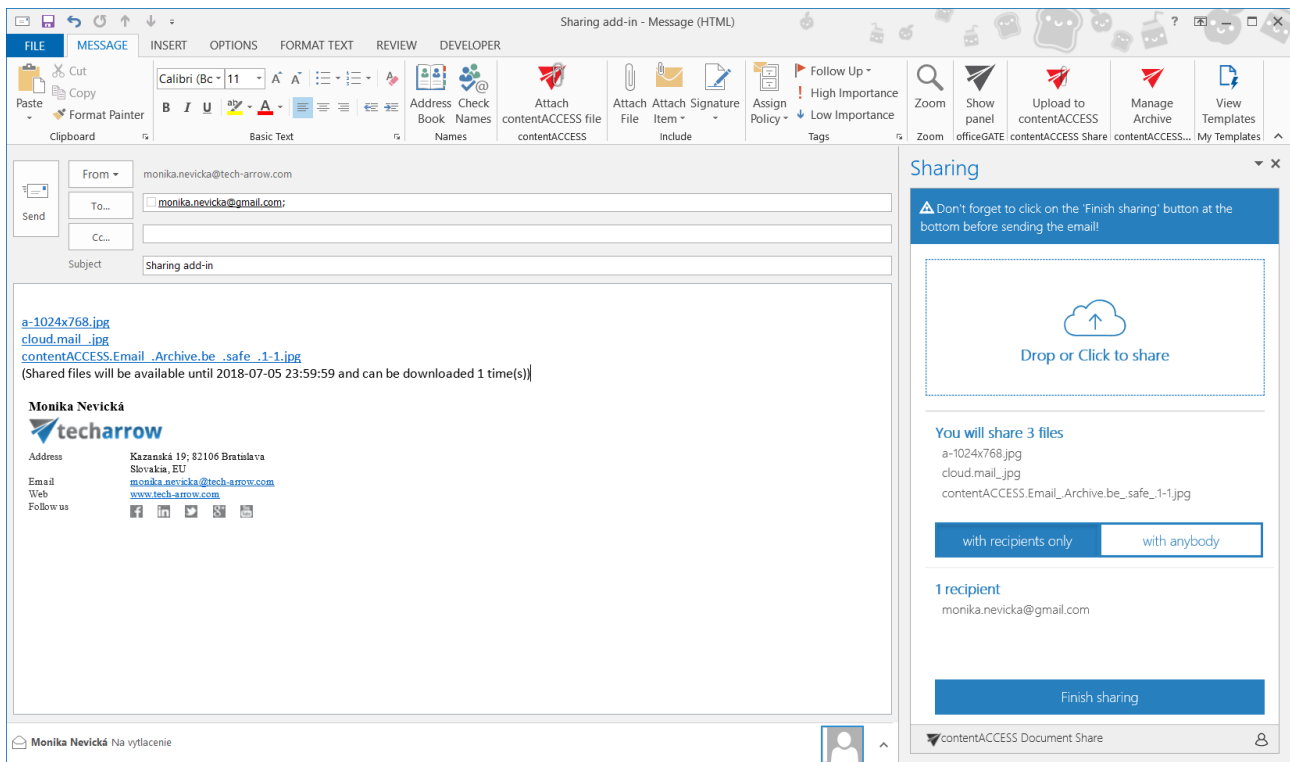 Sharing add-in - Message (HTML)
?
FILE MESSAGE INSERT OPTIONS FORMAT TEXT REVIEW DEVELOPER
Paste
Cut
Copy
Format Painter
Clipboard
Calibri (Bc 11 A A
B I U aby A
Basic Text
Address Book
Check Names
Names
Attach contentACCESS file
contentACCESS
Attach File
Attach Item
Signature
Include
Assign Policy
Follow Up
High Importance
Low Importance
Tags
Zoom
Zoom
Show panel
officeGATE
Upload to contentACCESS
contentACCESS Share
Manage Archive
contentACCESS...
View Templates
My Templates
Send
From monika.nevicka@tech-arrow.com
To... monika.nevicka@gmail.com;
Cc...
Subject Sharing add-in
a-1024x768.jpg
cloud.mail_.jpg
contentACCESS.Email_.Archive.be_.safe_.1-1.jpg
(Shared files will be available until 2018-07-05 23:59:59 and can be downloaded 1 time(s))
Monika Nevická
techarrow
Address Kazanská 19; 82106 Bratislava
Slovakia, EU
Email monika.nevicka@tech-arrow.com
Web www.tech-arrow.com
Follow us
Monika Nevická Na vytlacenie
Sharing
Don't forget to click on the 'Finish sharing' button at the
bottom before sending the email!
Drop or Click to share
You will share 3 files
a-1024x768.jpg
cloud.mail_.jpg
contentACCESS.Email_.Archive.be_.safe_.1-1.jpg
with recipients only with anybody
1 recipient
monika.nevicka@gmail.com
Finish sharing
contentACCESS Document Share